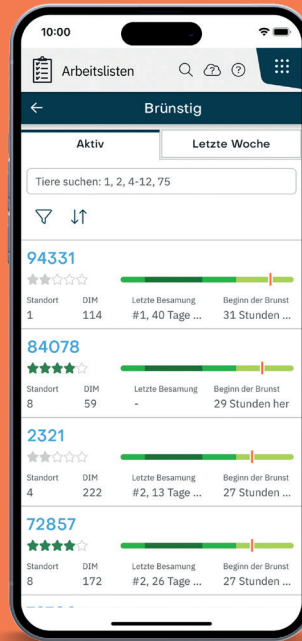 10:00
Arbeitslisten
Brünstig
Aktiv Letzte Woche
Tiere suchen: 1, 2, 4-12, 75
94331
Standort DIM Letzte Besamung Beginn der Brunst
1 114 #1, 40 Tage ... 31 Stunden ...
84078
Standort DIM Letzte Besamung Beginn der Brunst
8 59 - 29 Stunden her
2321
Standort DIM Letzte Besamung Beginn der Brunst
4 222 #2, 13 Tage ... 27 Stunden ...
72857
Standort DIM Letzte Besamung Beginn der Brunst
8 172 #2, 26 Tage ... 27 Stunden ...